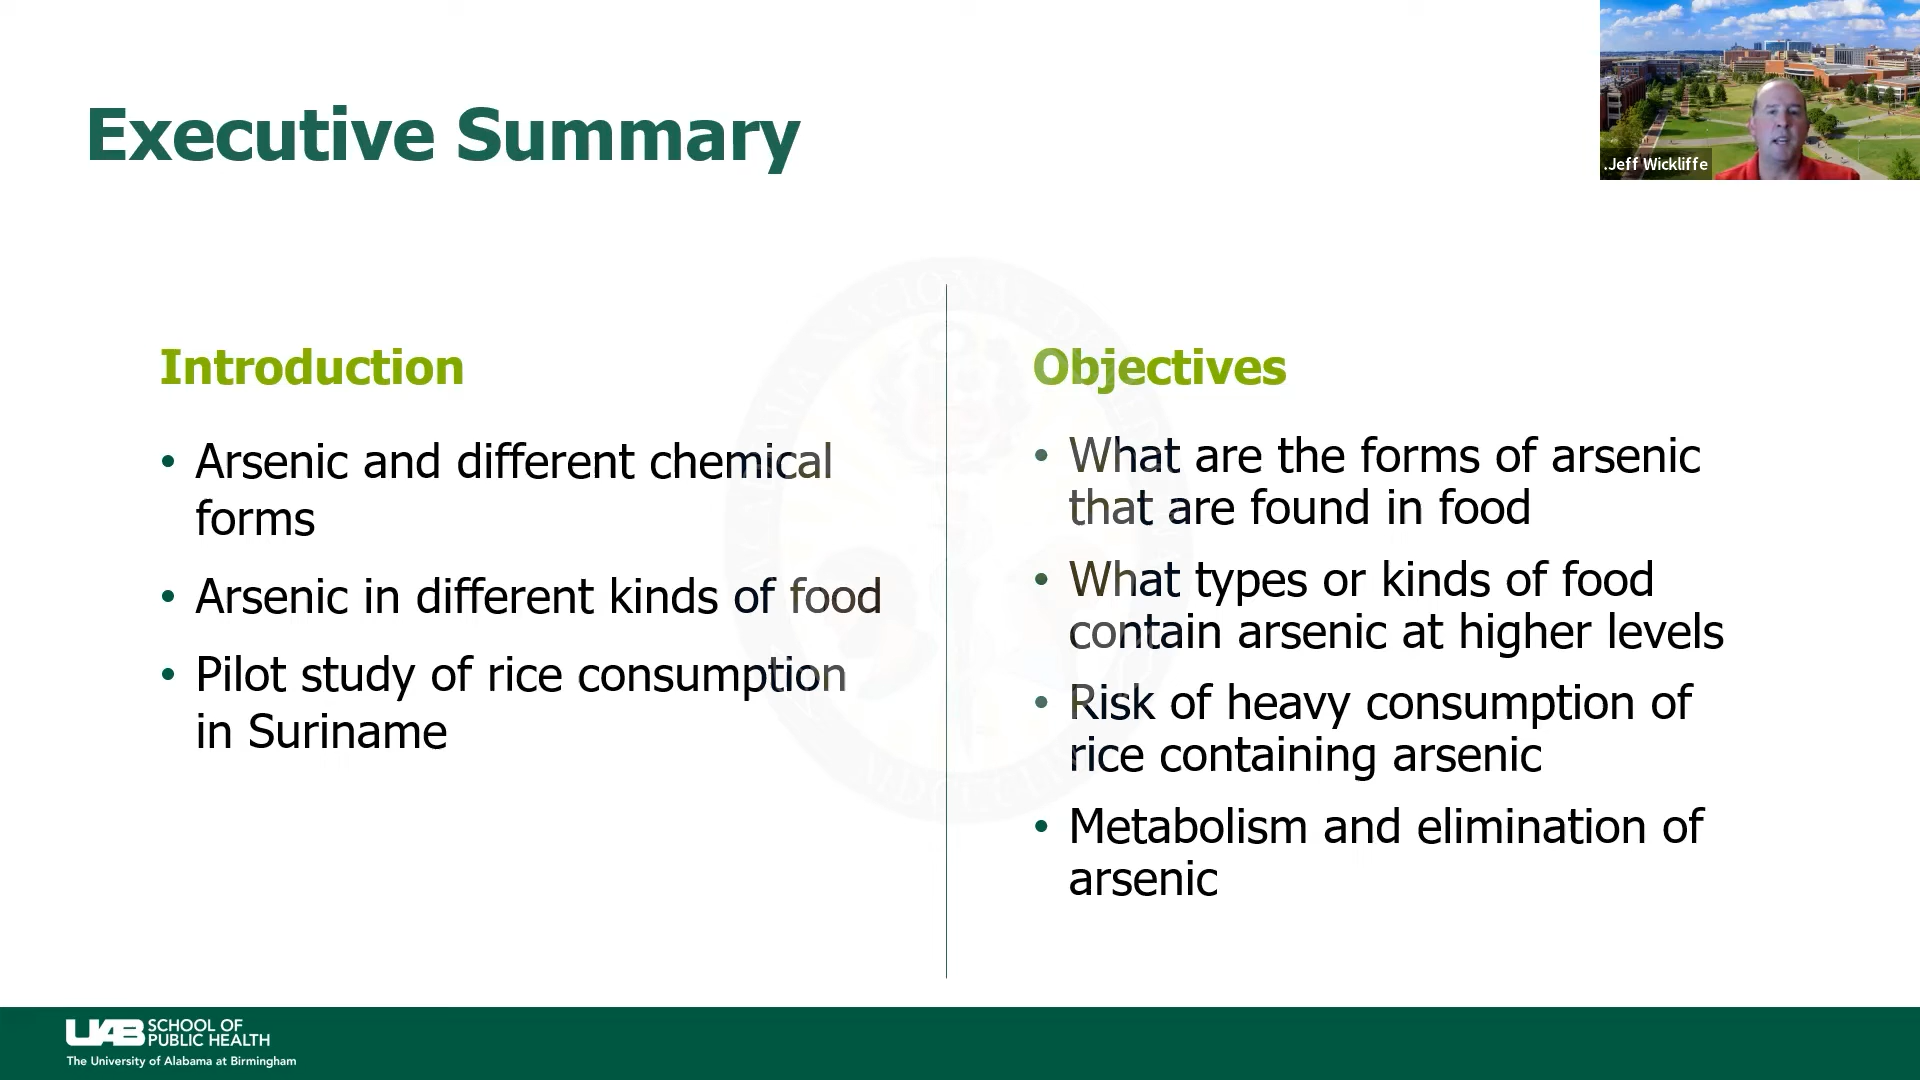 Executive Summary
.Jeff Wickliffe
Introduction
• Arsenic and different chemical
forms
• Arsenic in different kinds of food
• Pilot study of rice consumption
in Suriname
Objectives
• What are the forms of arsenic
that are found in food
• What types or kinds of food
contain arsenic at higher levels
• Risk of heavy consumption of
rice containing arsenic
• Metabolism and elimination of
arsenic
UAB SCHOOL OF
PUBLIC HEALTH
The University of Alabama at Birmingham